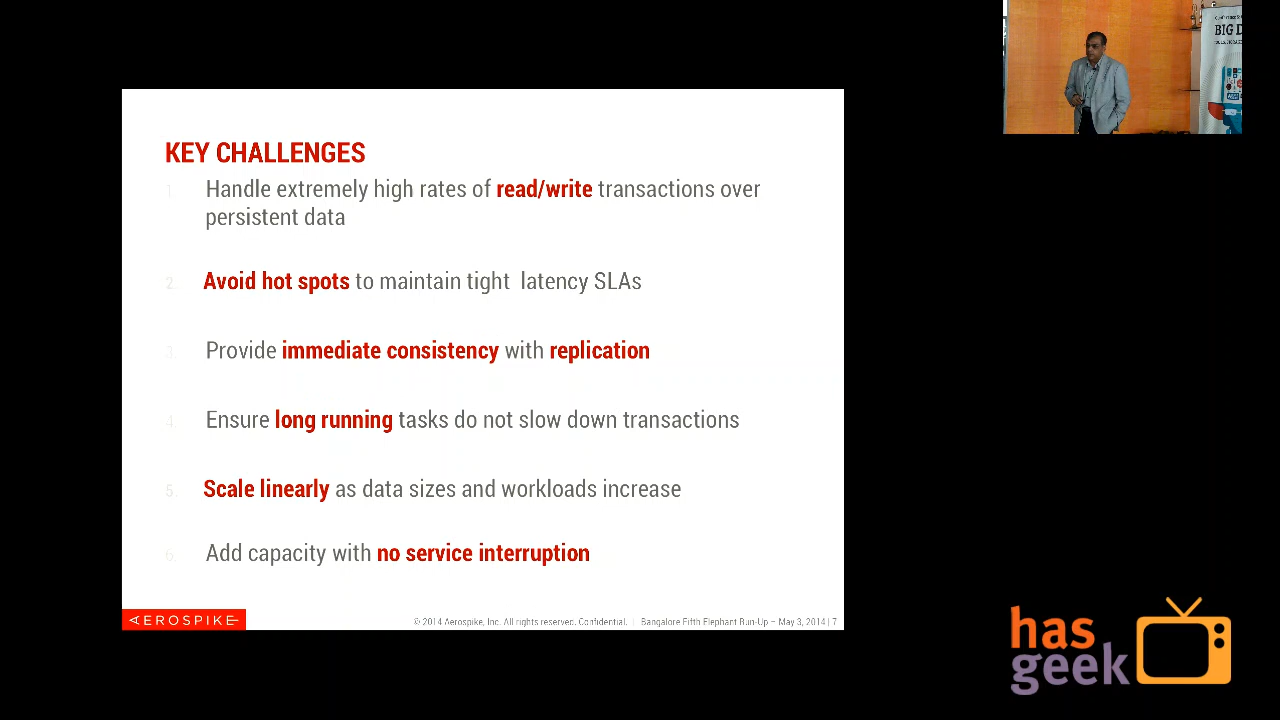 KEY CHALLENGES
1. Handle extremely high rates of read/write transactions over
persistent data
2. Avoid hot spots to maintain tight latency SLAs
3. Provide immediate consistency with replication
4. Ensure long running tasks do not slow down transactions
5. Scale linearly as data sizes and workloads increase
6. Add capacity with no service interruption
AEROSPIKE
© 2014 Aerospike, Inc. All rights reserved. Confidential. | Bangalore Fifth Elephant Run-Up – May 3, 2014 | 7
BIG D
has
geek